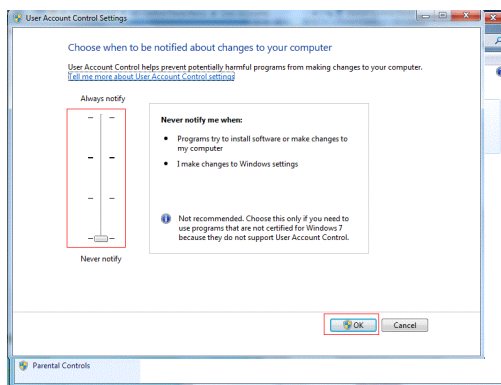 User Account Control Settings
Choose when to be notified about changes to your computer
User Account Control helps prevent potentially harmful programs from making changes to your computer.
Tell me more about User Account Control settings
Always notify
Never notify me when:
Programs try to install software or make changes to
my computer
I make changes to Windows settings
Not recommended. Choose this only if you need to
use programs that are not certified for Windows 7
because they do not support User Account Control.
Never notify
OK
Cancel
Parental Controls